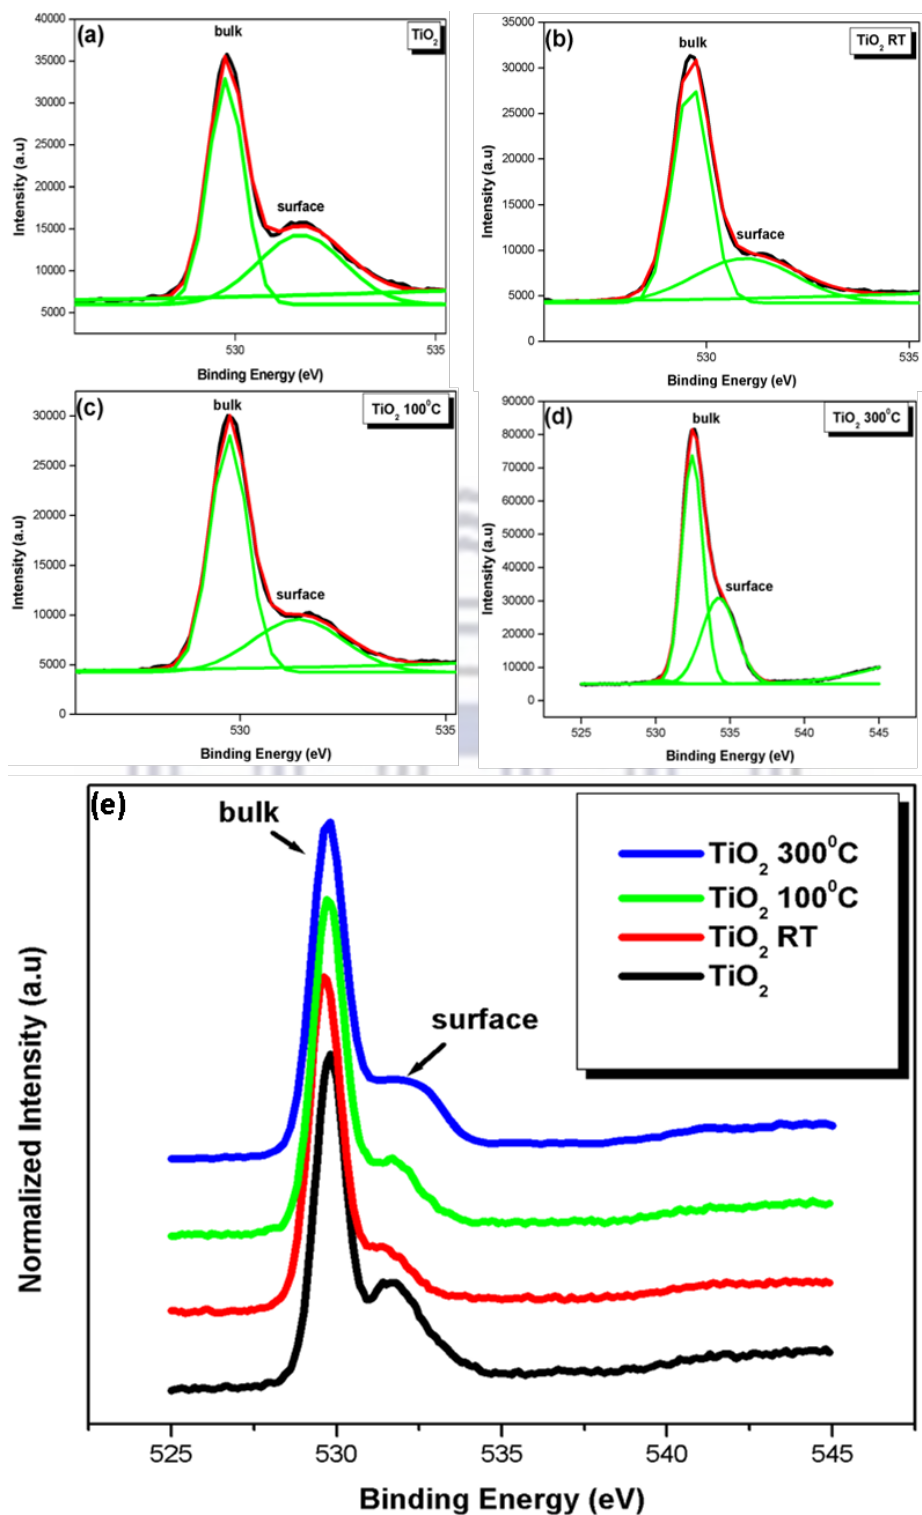 (a)
bulk
TiO₂
surface
40000
35000
30000
25000
20000
15000
10000
5000
Intensity (a.u)
530
535
Binding Energy (eV)
(b)
bulk
TiO₂ RT
surface
35000
30000
25000
20000
15000
10000
5000
0
Intensity (a.u)
530
535
Binding Energy (eV)
(c)
bulk
TiO₂ 100⁰C
surface
30000
25000
20000
15000
10000
5000
0
Intensity (a.u)
530
535
Binding Energy (eV)
(d)
bulk
TiO₂ 300⁰C
surface
90000
80000
70000
60000
50000
40000
30000
20000
10000
0
Intensity (a.u)
525
530
535
540
545
Binding Energy (eV)
(e)
bulk
surface
TiO₂ 300⁰C
TiO₂ 100⁰C
TiO₂ RT
TiO₂
Normalized Intensity (a.u)
525
530
535
540
545
Binding Energy (eV)